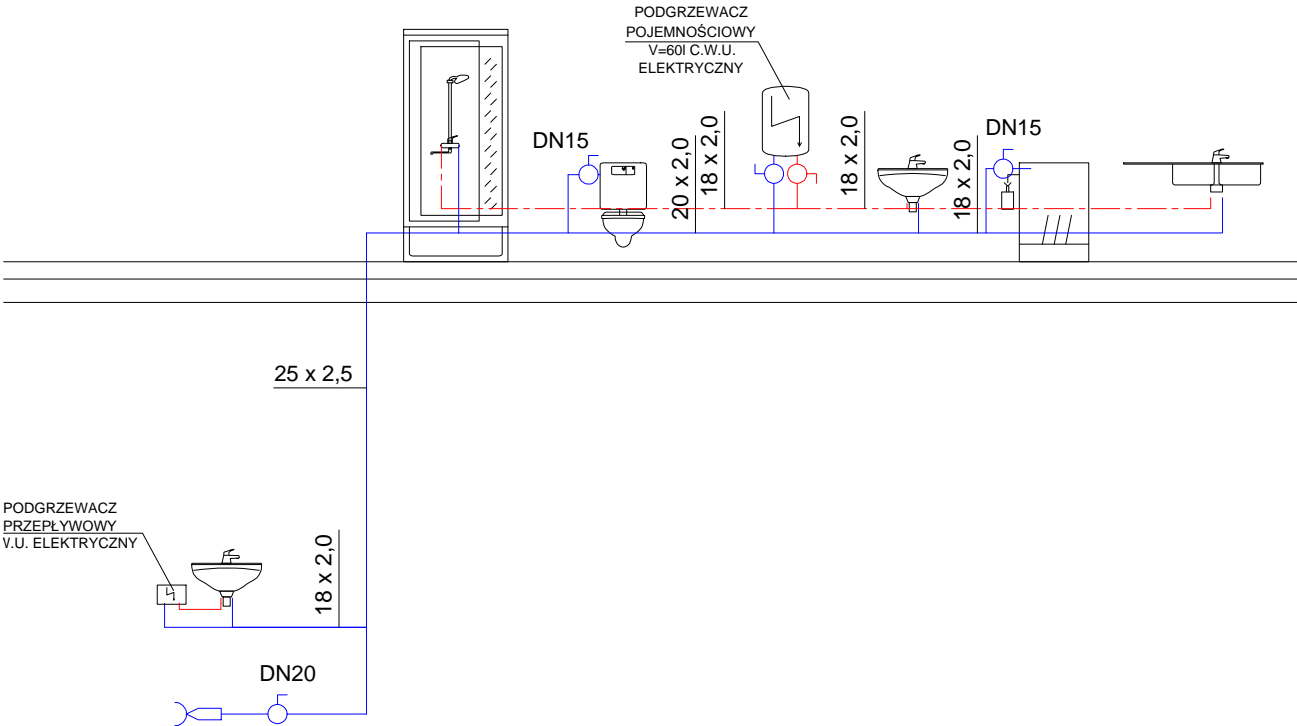 PODGRZEWACZ
POJEMNOŚCIOWY
V=60l C.W.U.
ELEKTRYCZNY
DN15
20 x 2,0
18 x 2,0
18 x 2,0
18 x 2,0
DN15
25 x 2,5
PODGRZEWACZ
PRZEPŁYWOWY
.U. ELEKTRYCZNY
18 x 2,0
DN20